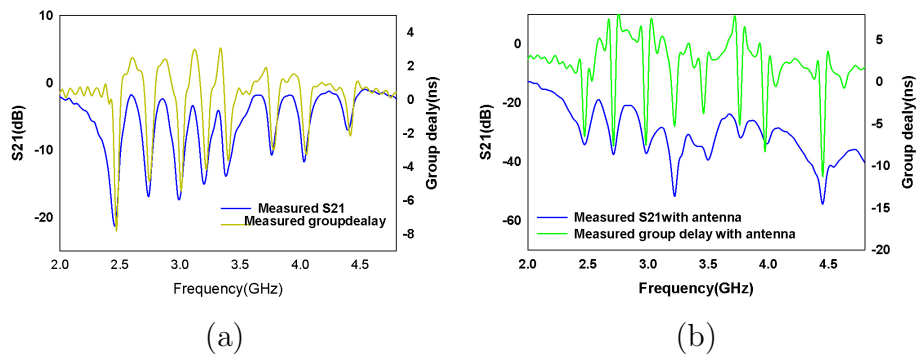 10
0
-10
-20
S21(dB)
4
2
0
-2
-4
-6
-8
Group dealy(ns)
Measured S21
Measured groupdealay
2.0 2.5 3.0 3.5 4.0 4.5
Frequency(GHz)
(a)
0
-20
-40
-60
S21(dB)
5
0
-5
-10
-15
-20
Group dealy(ns)
Measured S21with antenna
Measured group delay with antenna
2.0 2.5 3.0 3.5 4.0 4.5
Frequency(GHz)
(b)